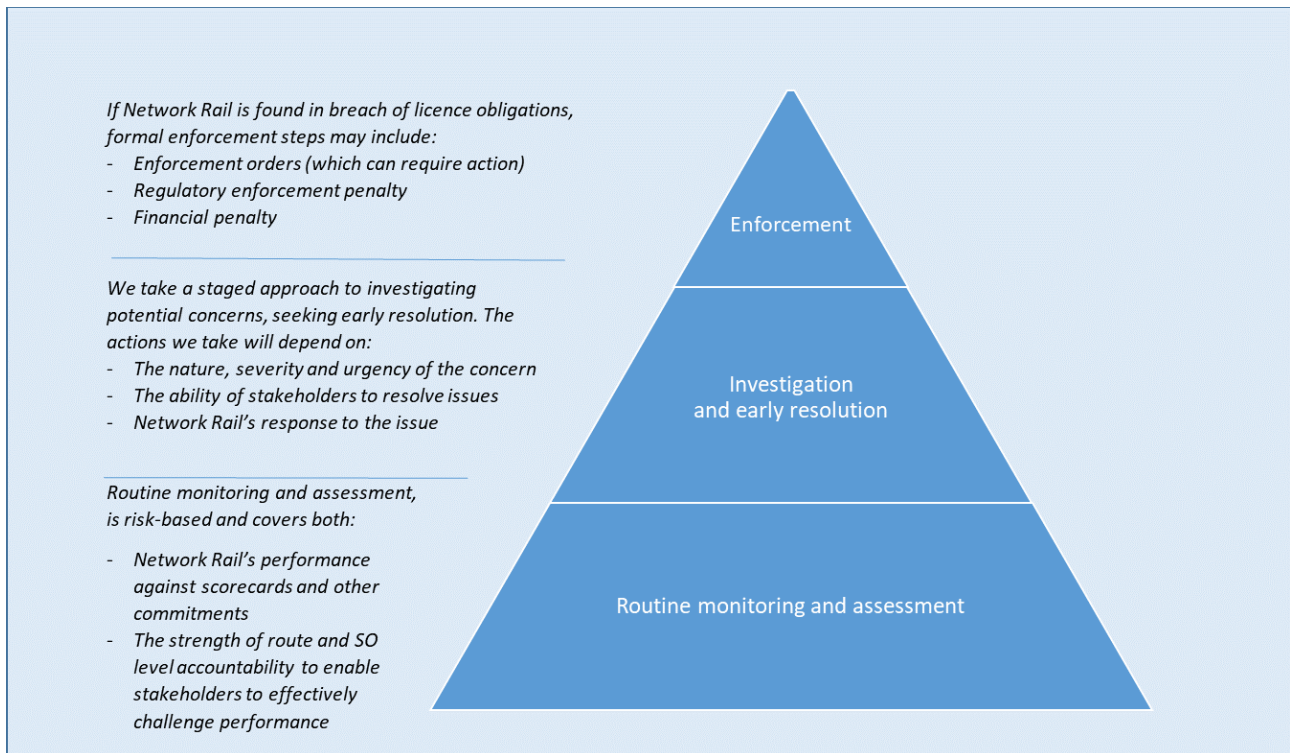 If Network Rail is found in breach of licence obligations,
formal enforcement steps may include:
- Enforcement orders (which can require action)
- Regulatory enforcement penalty
- Financial penalty
Enforcement
We take a staged approach to investigating
potential concerns, seeking early resolution. The
actions we take will depend on:
- The nature, severity and urgency of the concern
- The ability of stakeholders to resolve issues
- Network Rail's response to the issue
Investigation
and early resolution
Routine monitoring and assessment,
is risk-based and covers both:
- Network Rail's performance
against scorecards and other
commitments
- The strength of route and SO
level accountability to enable
stakeholders to effectively
challenge performance
Routine monitoring and assessment